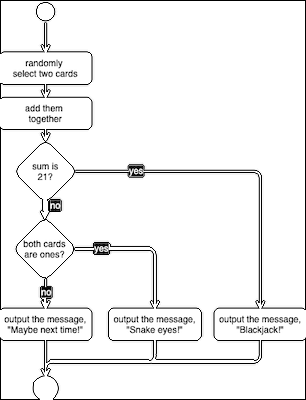 randomly
select two cards
add them
together
sum is
21?
yes
no
both cards
are ones?
yes
no
output the message,
"Maybe next time!"
output the message,
"Snake eyes!"
output the message,
"Blackjack!"